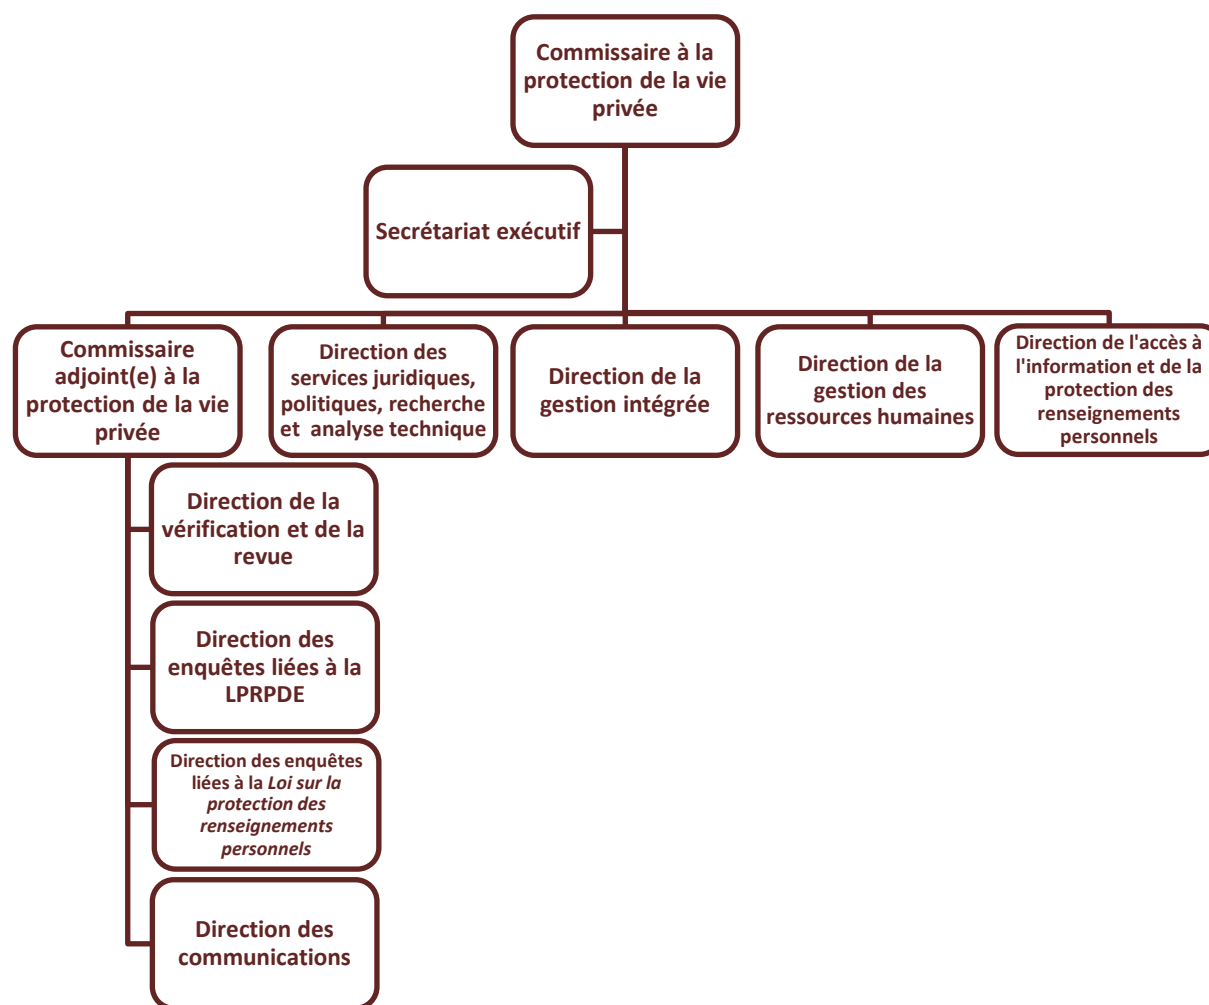 Commissaire à la
protection de la vie
privée
Secrétariat exécutif
Commissaire
adjoint(e) à la
protection de la vie
privée
Direction des
services juridiques,
politiques, recherche
et analyse technique
Direction de la
gestion intégrée
Direction de la
gestion des
ressources humaines
Direction de l'accès à
l'information et de la
protection des
renseignements
personnels
Direction de la
vérification et de la
revue
Direction des
enquêtes liées à la
LPRPDE
Direction des enquêtes
liées à la Loi sur la
protection des
renseignements
personnels
Direction des
communications